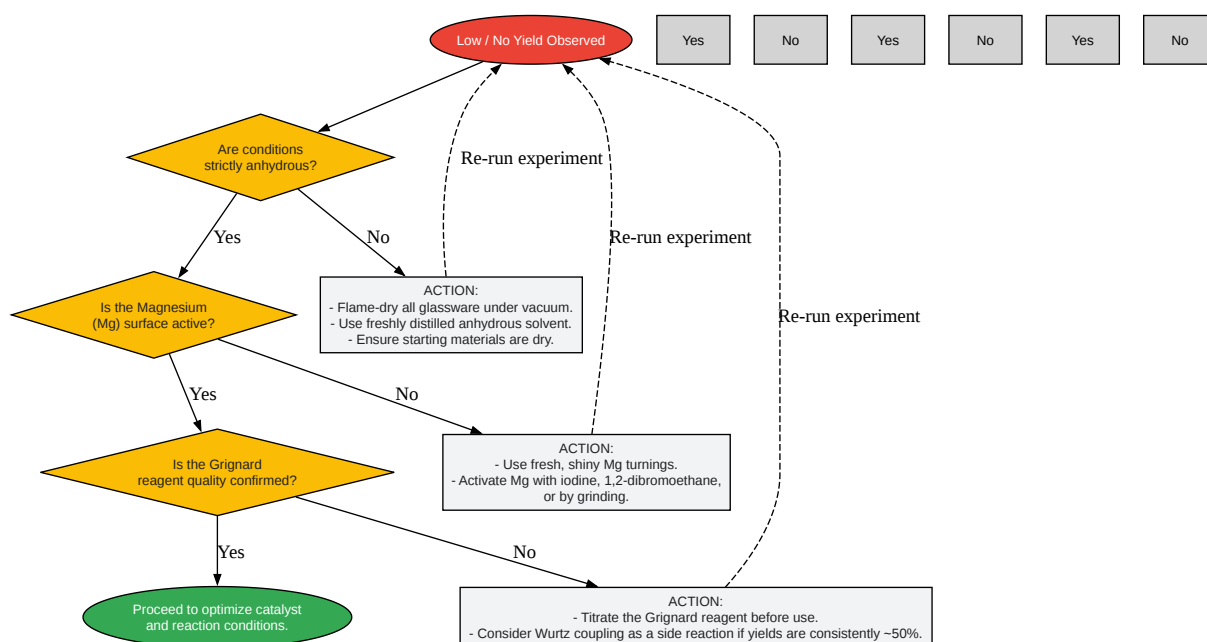 Low / No Yield Observed
Yes
No
Yes
No
Yes
No
Are conditions
strictly anhydrous?
Re-run experiment
Yes
No
Re-run experiment
Is the Magnesium
(Mg) surface active?
ACTION:
- Flame-dry all glassware under vacuum.
- Use freshly distilled anhydrous solvent.
- Ensure starting materials are dry.
Re-run experiment
Yes
No
Is the Grignard
reagent quality confirmed?
ACTION:
- Use fresh, shiny Mg turnings.
- Activate Mg with iodine, 1,2-dibromoethane,
or by grinding.
Yes
No
Proceed to optimize catalyst
and reaction conditions.
ACTION:
- Titrate the Grignard reagent before use.
- Consider Wurtz coupling as a side reaction if yields are consistently ~50%.